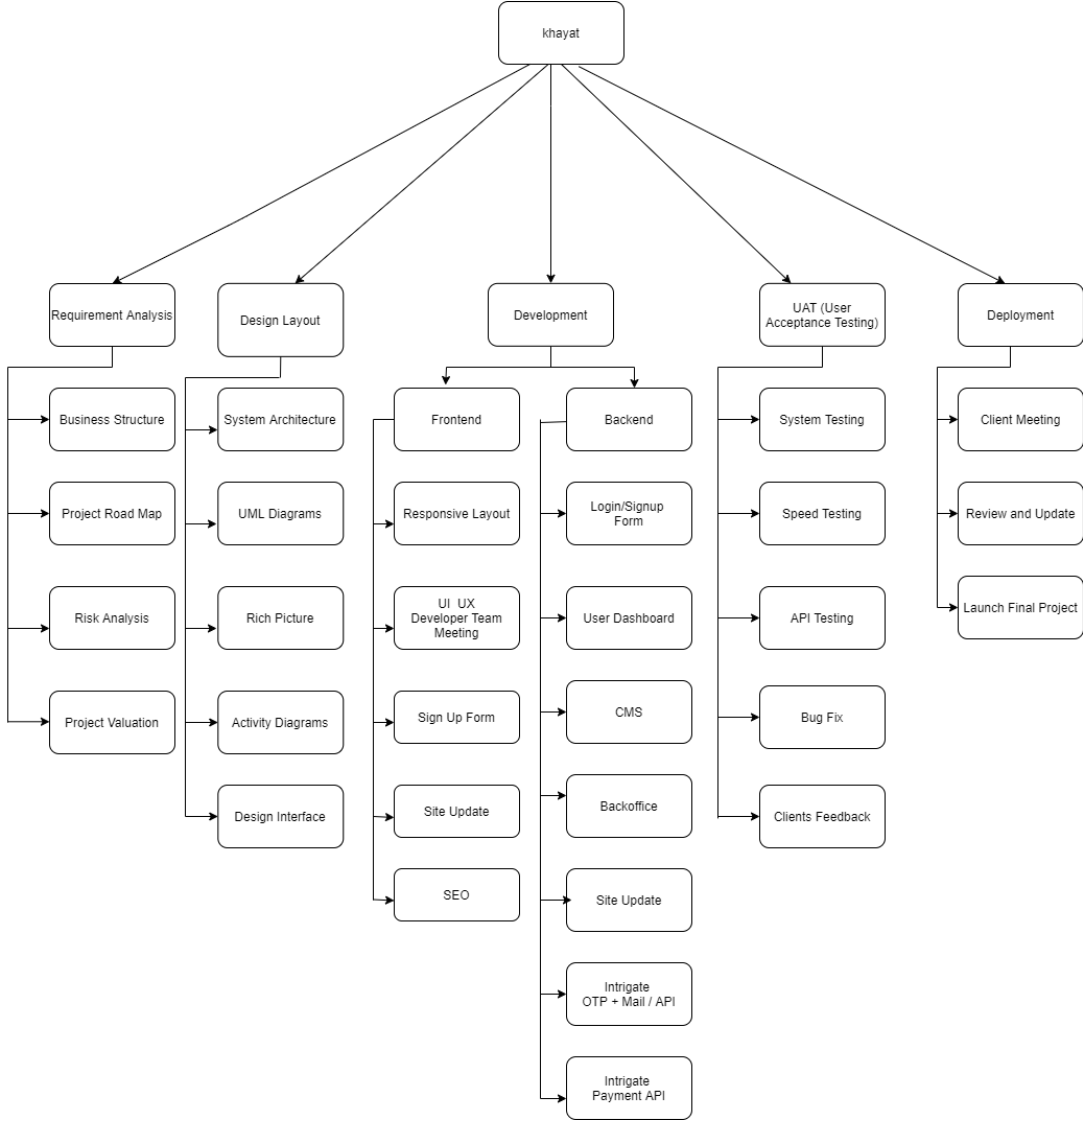 khayat
Requirement Analysis
Design Layout
Development
UAT (User
Acceptance Testing)
Deployment
Business Structure
Project Road Map
Risk Analysis
Project Valuation
System Architecture
UML Diagrams
Rich Picture
Activity Diagrams
Design Interface
Frontend
Responsive Layout
UI  UX
Developer Team
Meeting
Sign Up Form
Site Update
SEO
Backend
Login/Signup
Form
User Dashboard
CMS
Backoffice
Site Update
Intrigate
OTP + Mail / API
Intrigate
Payment API
System Testing
Speed Testing
API Testing
Bug Fix
Clients Feedback
Client Meeting
Review and Update
Launch Final Project